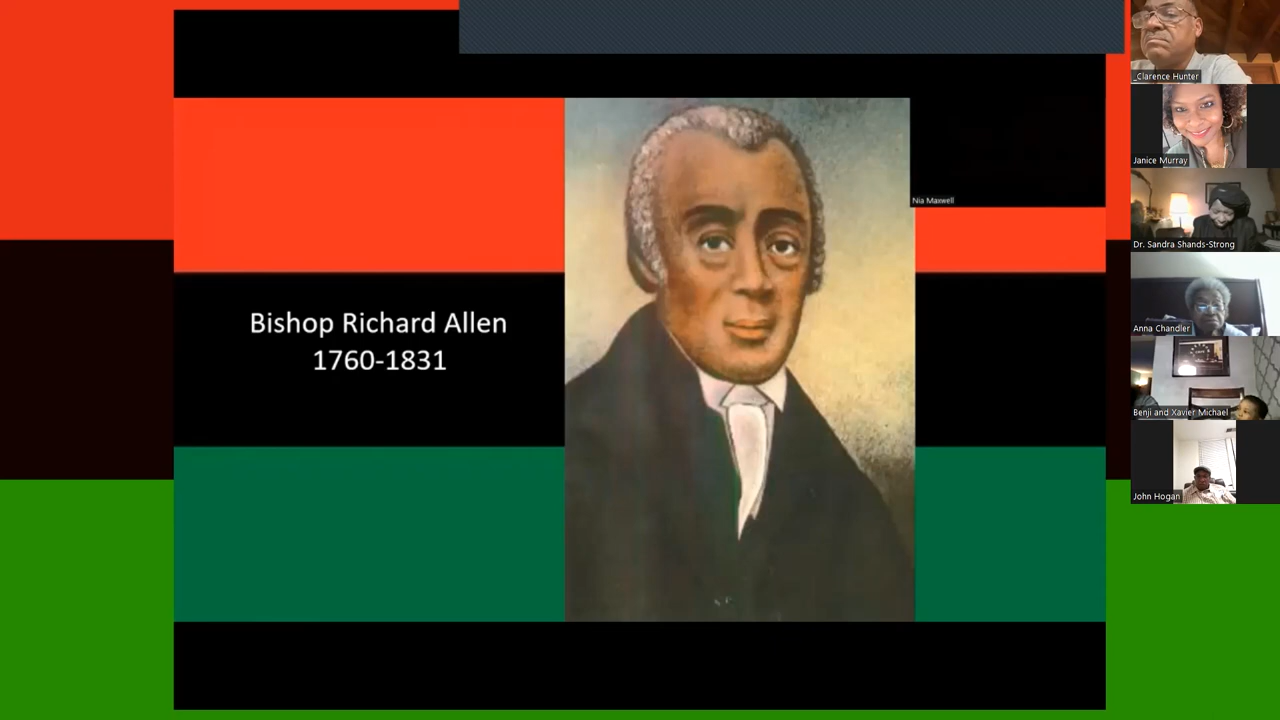 Bishop Richard Allen
1760-1831
Nia Maxwell
_Clarence Hunter
Janice Murray
Dr. Sandra Shands-Strong
Anna Chandler
Benji and Xavier Michael
John Hogan